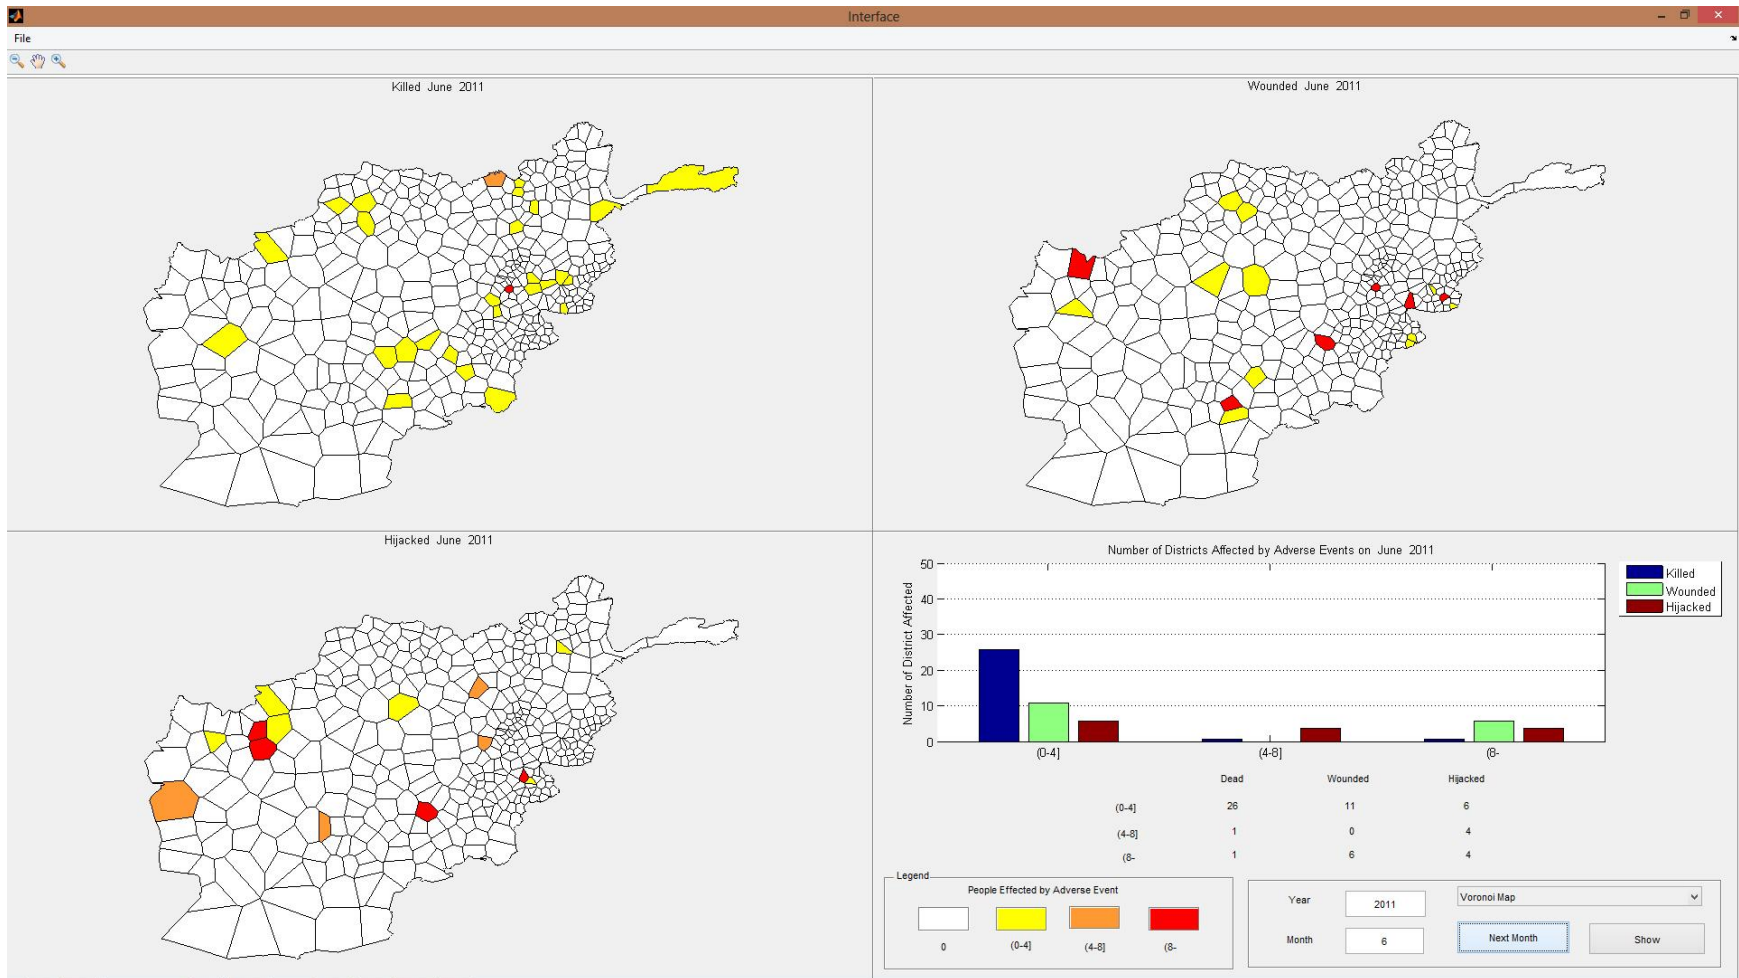 Interface
File
Killed June 2011
Wounded June 2011
Hijacked June 2011
Number of Districts Affected by Adverse Events on June 2011
Number of District Affected
50
40
30
20
10
0
(0-4]
(4-8]
(8-
Killed
Wounded
Hijacked
Dead Wounded Hijacked
(0-4] 26 11 6
(4-8] 1 0 4
(8- 1 6 4
Legend
People Effected by Adverse Event
0 (0-4] (4-8] (8-
Year 2011 Voronoi Map
Month 6 Next Month Show